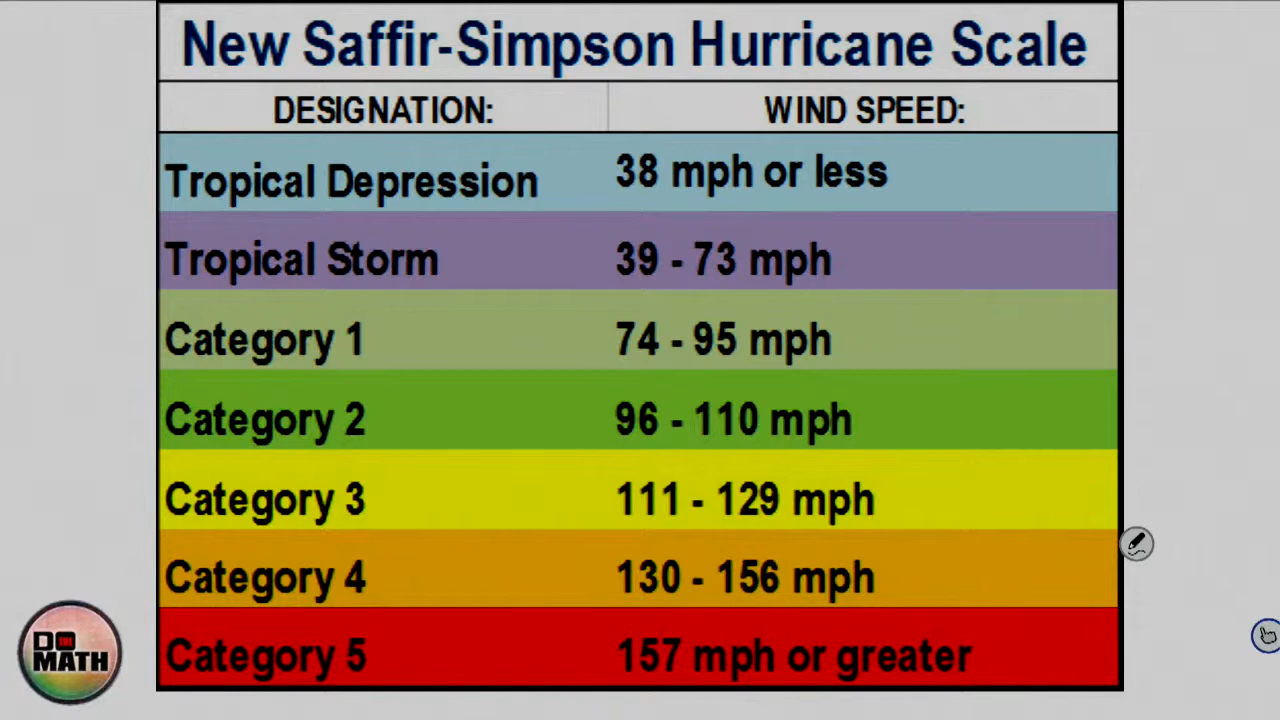 New Saffir-Simpson Hurricane Scale
DESIGNATION: WIND SPEED:
Tropical Depression 38 mph or less
Tropical Storm 39 - 73 mph
Category 1 74 - 95 mph
Category 2 96 - 110 mph
Category 3 111 - 129 mph
Category 4 130 - 156 mph
Category 5 157 mph or greater
DO THE
MATH